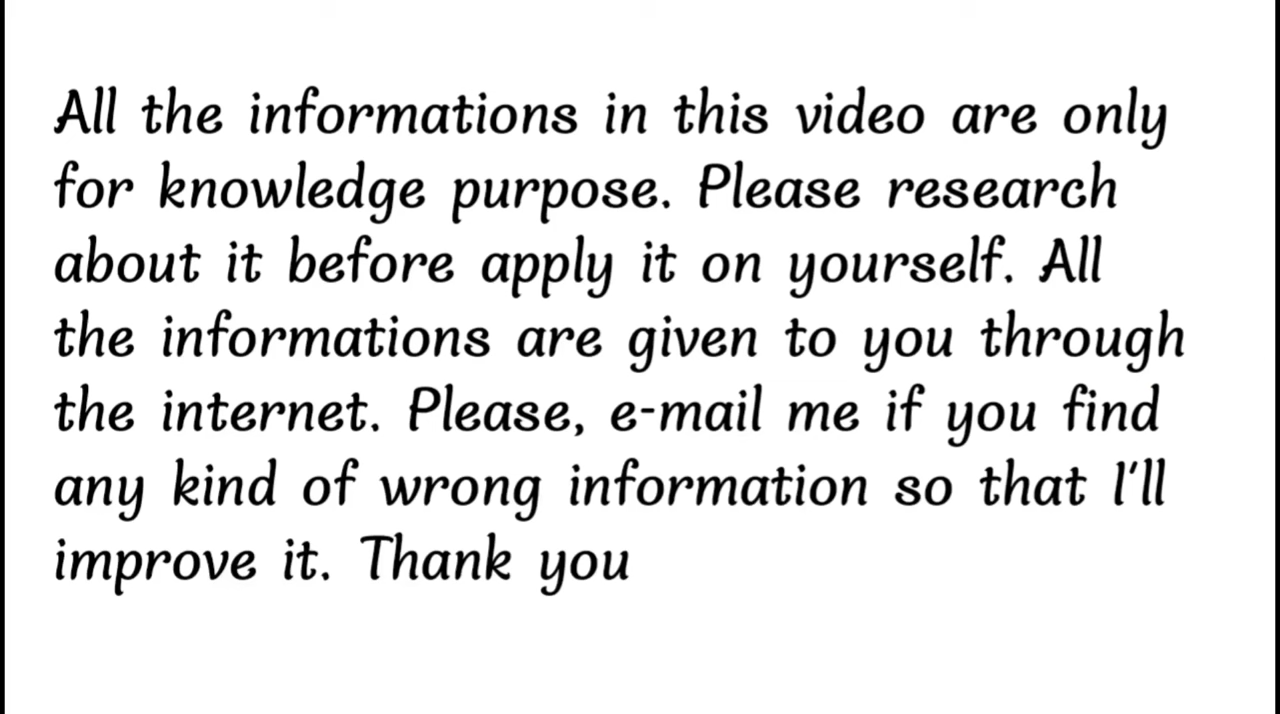 All the informations in this video are only
for knowledge purpose. Please research
about it before apply it on yourself. All
the informations are given to you through
the internet. Please, e-mail me if you find
any kind of wrong information so that I'll
improve it. Thank you